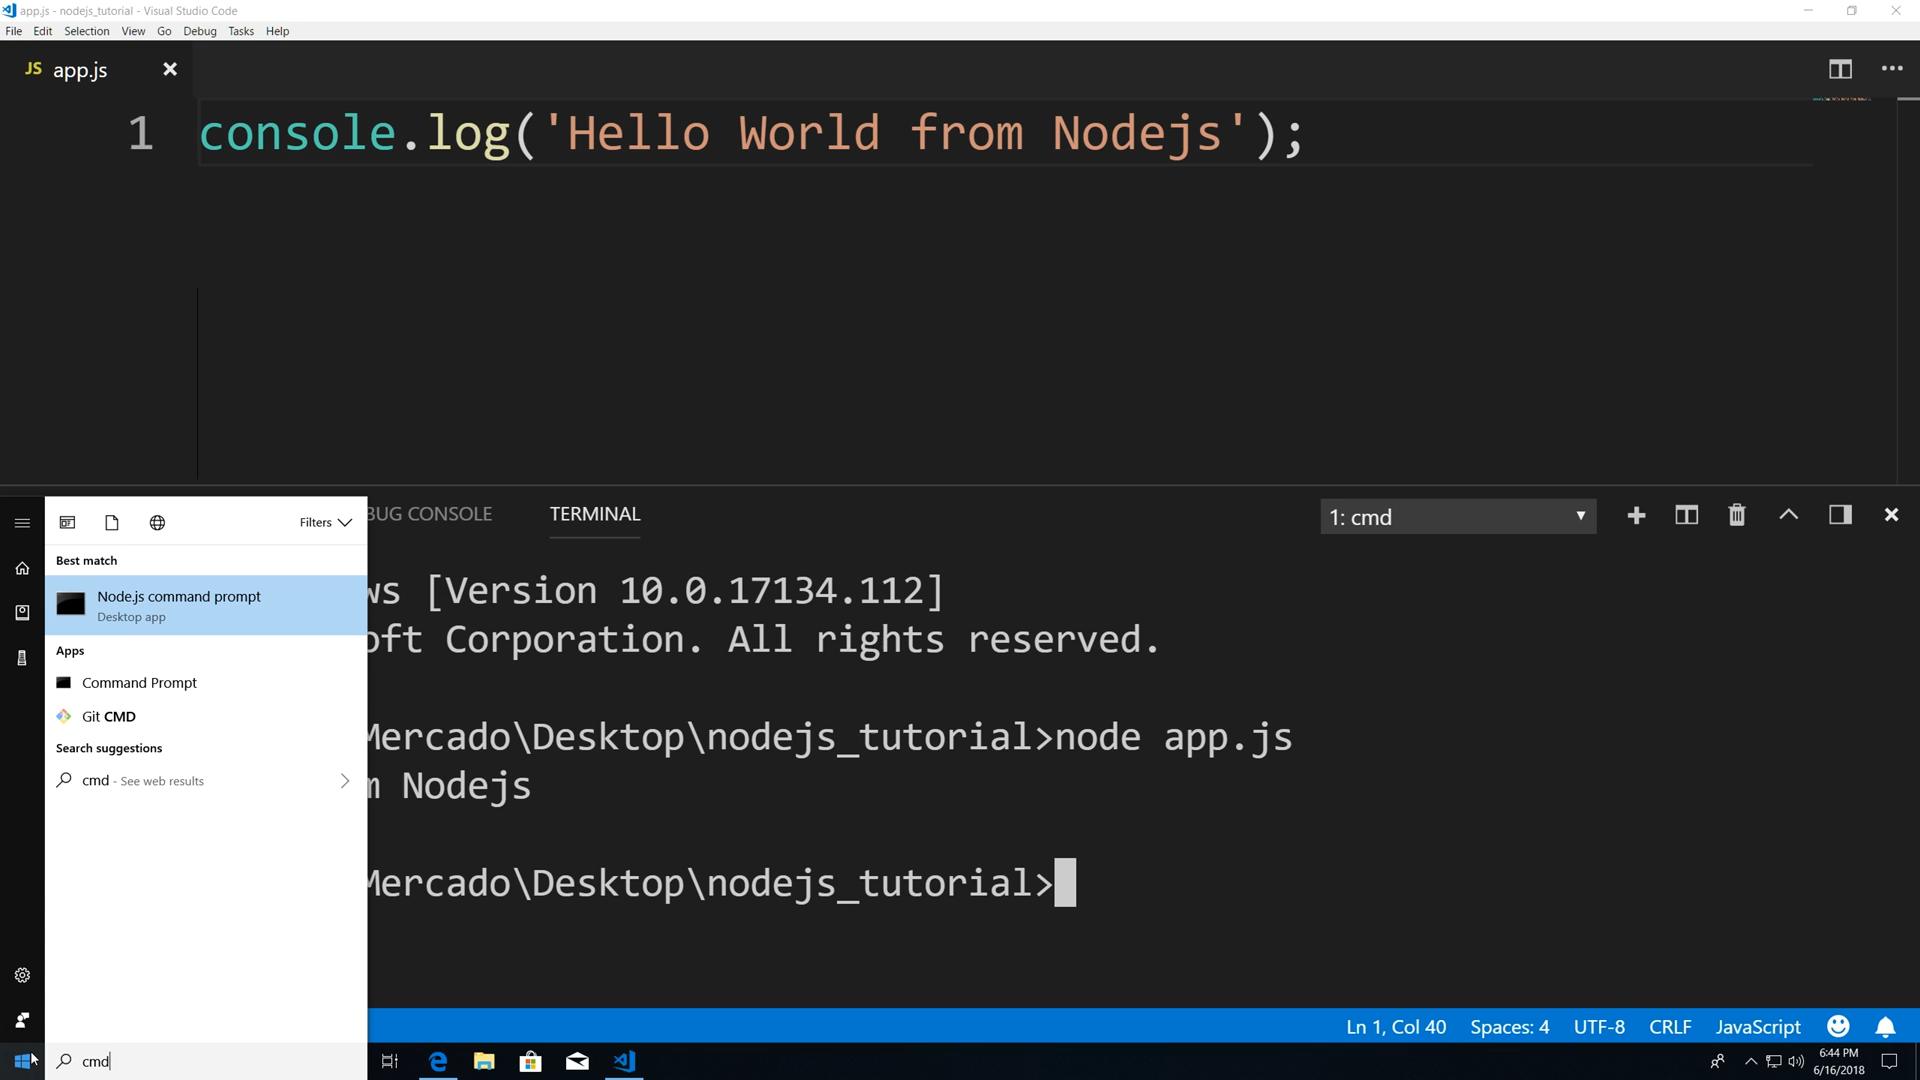 app.js - nodejs_tutorial - Visual Studio Code
File Edit Selection View Go Debug Tasks Help
JS app.js
1 console.log('Hello World from Nodejs');
Filters
BUG CONSOLE TERMINAL 1: cmd
Best match
Node.js command prompt
Desktop app
Apps
Command Prompt
Git CMD
Search suggestions
cmd - See web results
ws [Version 10.0.17134.112]
oft Corporation. All rights reserved.
Mercado\Desktop\nodejs_tutorial>node app.js
m Nodejs
Mercado\Desktop\nodejs_tutorial>
Ln 1, Col 40 Spaces: 4 UTF-8 CRLF JavaScript
cmd
6:44 PM
6/16/2018